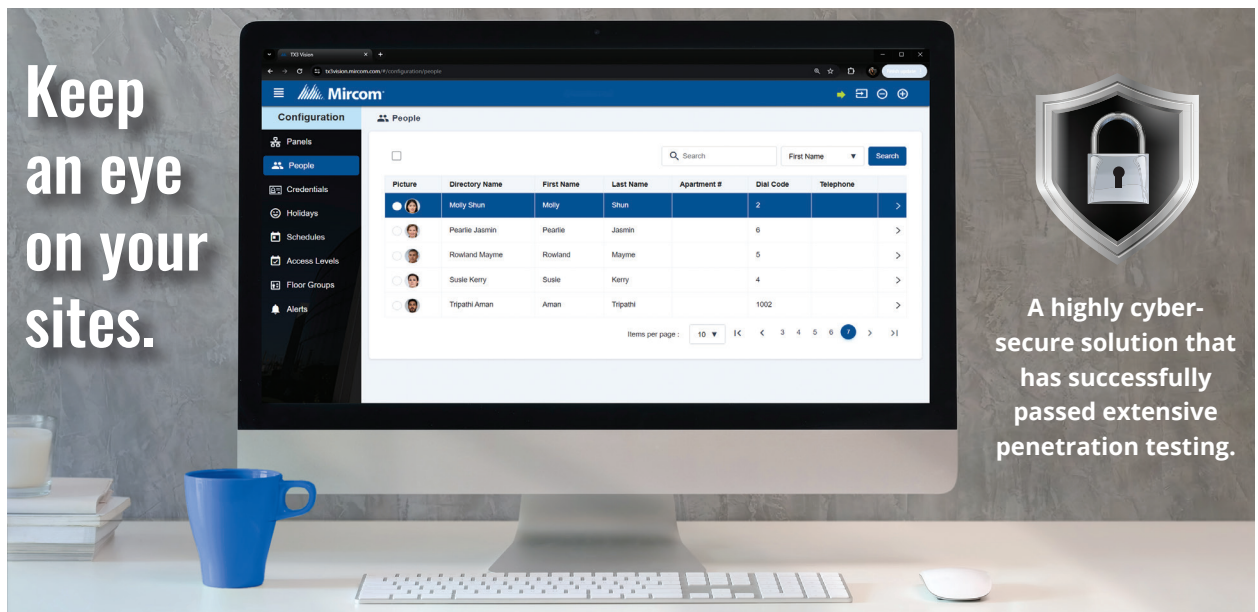 Keep
an eye
on your
sites.
TX3 Vision
tx3vision.mircom.com/#/configuration/people
Mircom
Configuration
People
Panels
People
Credentials
Holidays
Schedules
Access Levels
Floor Groups
Alerts
Search
First Name
Search
Picture Directory Name First Name Last Name Apartment # Dial Code Telephone
Molly Shun Molly Shun 2
Pearlie Jasmin Pearlie Jasmin 6
Rowland Mayme Rowland Mayme 5
Susie Kerry Susie Kerry 4
Tripathi Aman Aman Tripathi 1002
Items per page : 10 3 4 5 6 7
A highly cyber-
secure solution that
has successfully
passed extensive
penetration testing.